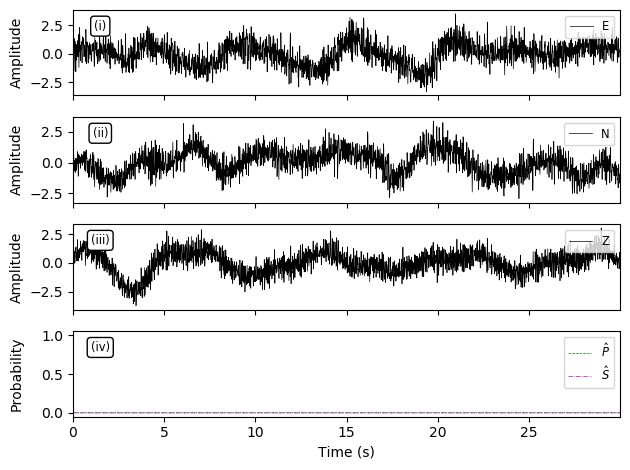 Amplitude
2.5
0.0
−2.5
(i)
E
Amplitude
2.5
0.0
−2.5
(ii)
N
Amplitude
2.5
0.0
−2.5
(iii)
Z
Probability
1.0
0.5
0.0
(iv)
P̂
Ŝ
0 5 10 15 20 25
Time (s)